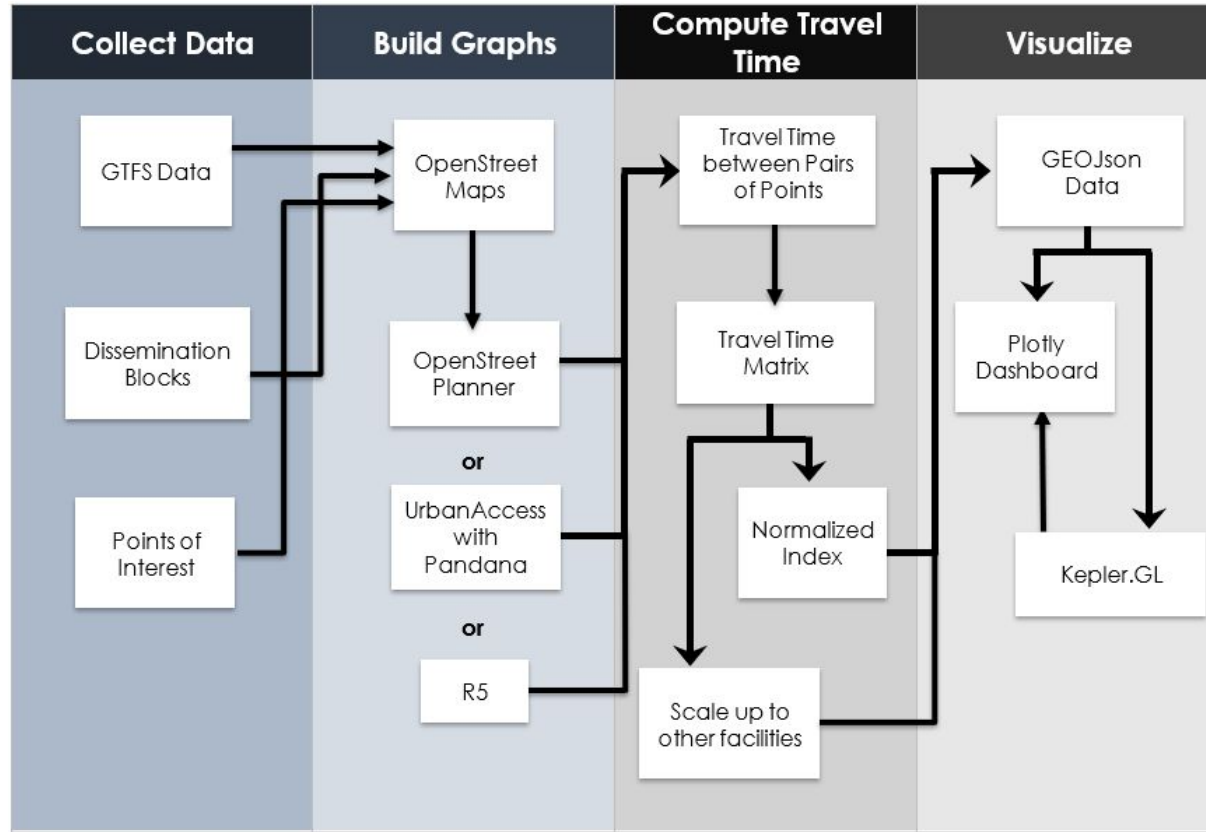 Collect Data
Build Graphs
Compute Travel
Time
Visualize
GTFS Data
Dissemination
Blocks
Points of
Interest
OpenStreet
Maps
OpenStreet
Planner
or
UrbanAccess
with
Pandana
or
R5
Travel Time
between Pairs
of Points
Travel Time
Matrix
Normalized
Index
Scale up to
other facilities
GEOJson
Data
Plotly
Dashboard
Kepler.GL